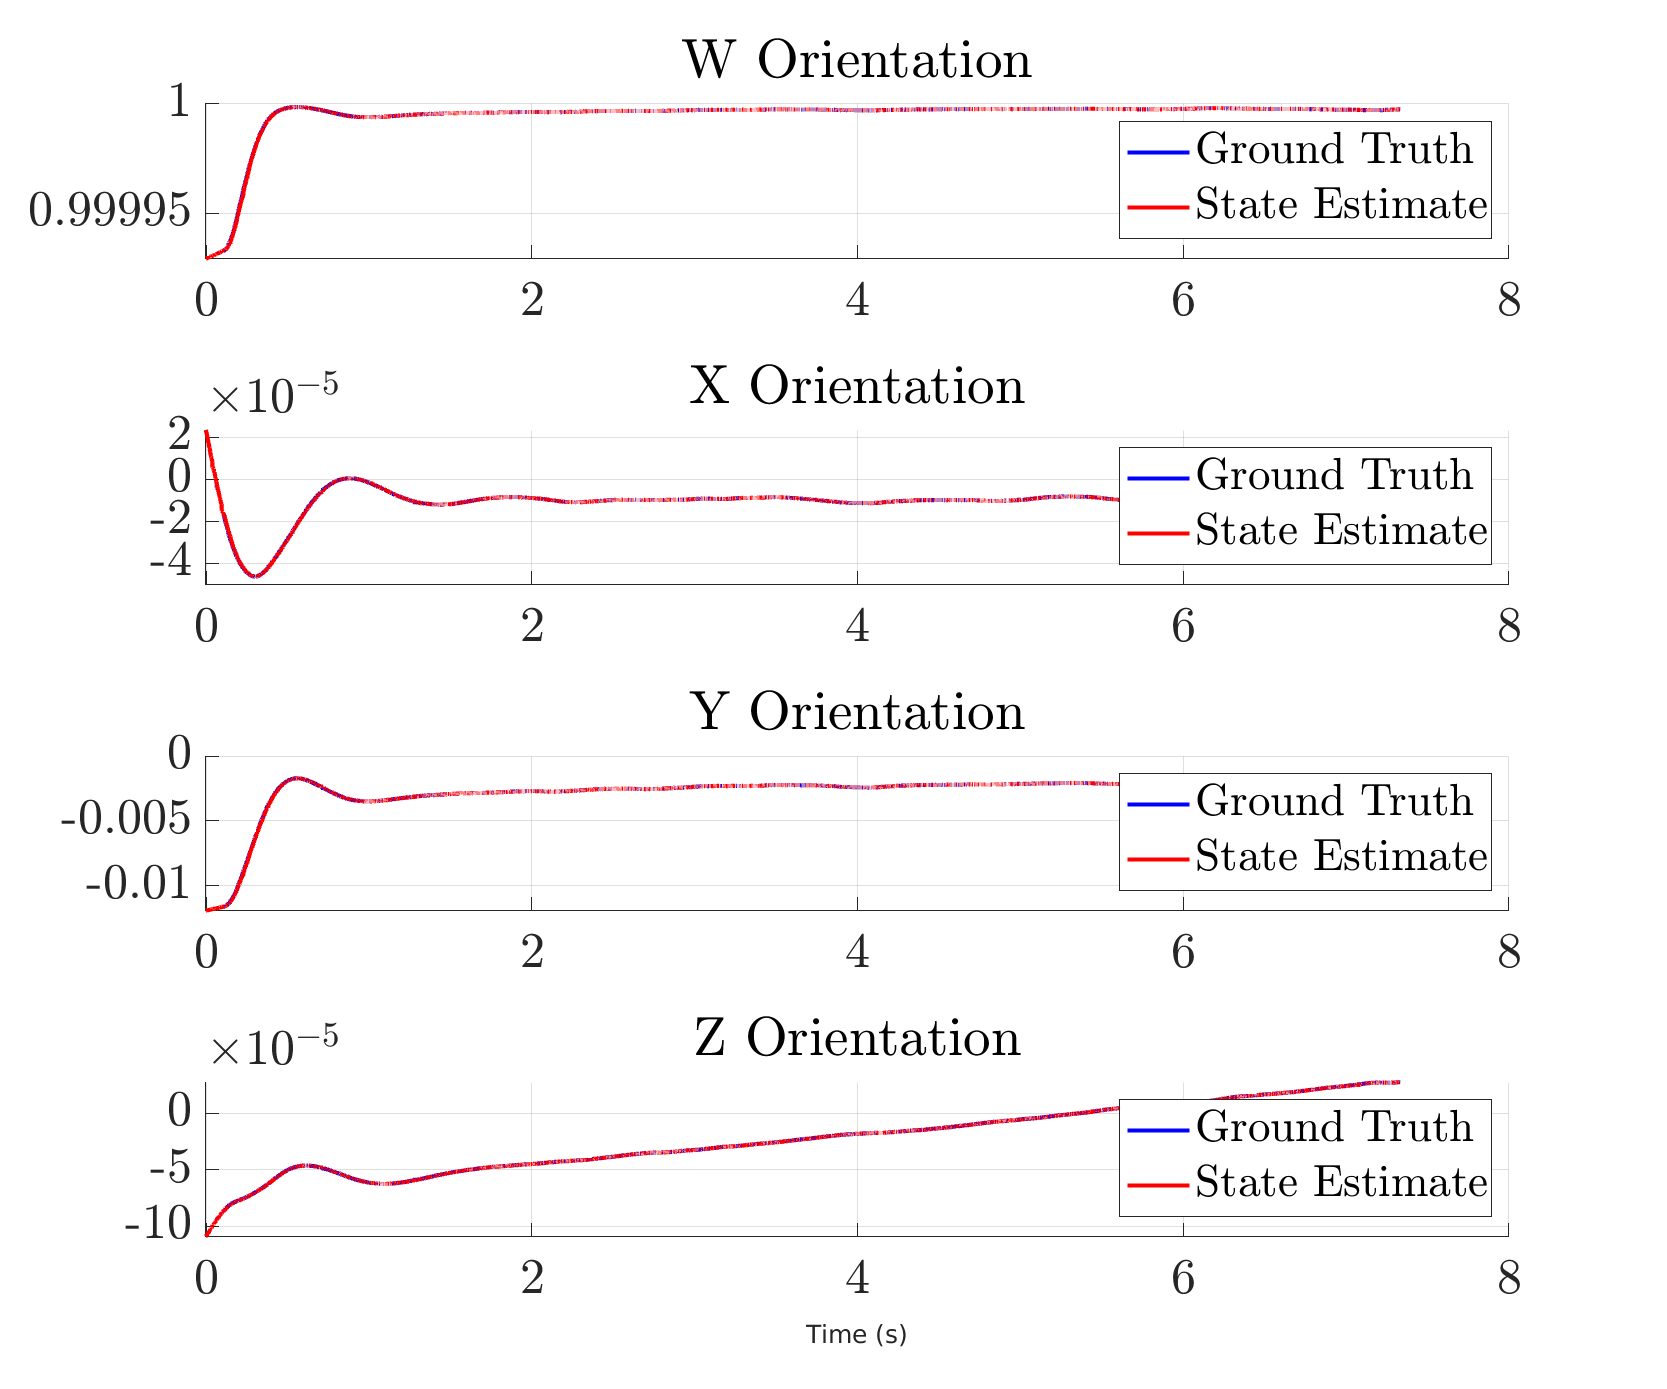 W Orientation
1
0.99995
Ground Truth
State Estimate
0 2 4 6 8
X Orientation
×10⁻⁵
2
0
-2
-4
Ground Truth
State Estimate
0 2 4 6 8
Y Orientation
0
-0.005
-0.01
Ground Truth
State Estimate
0 2 4 6 8
Z Orientation
×10⁻⁵
0
-5
-10
Ground Truth
State Estimate
0 2 4 6 8
Time (s)